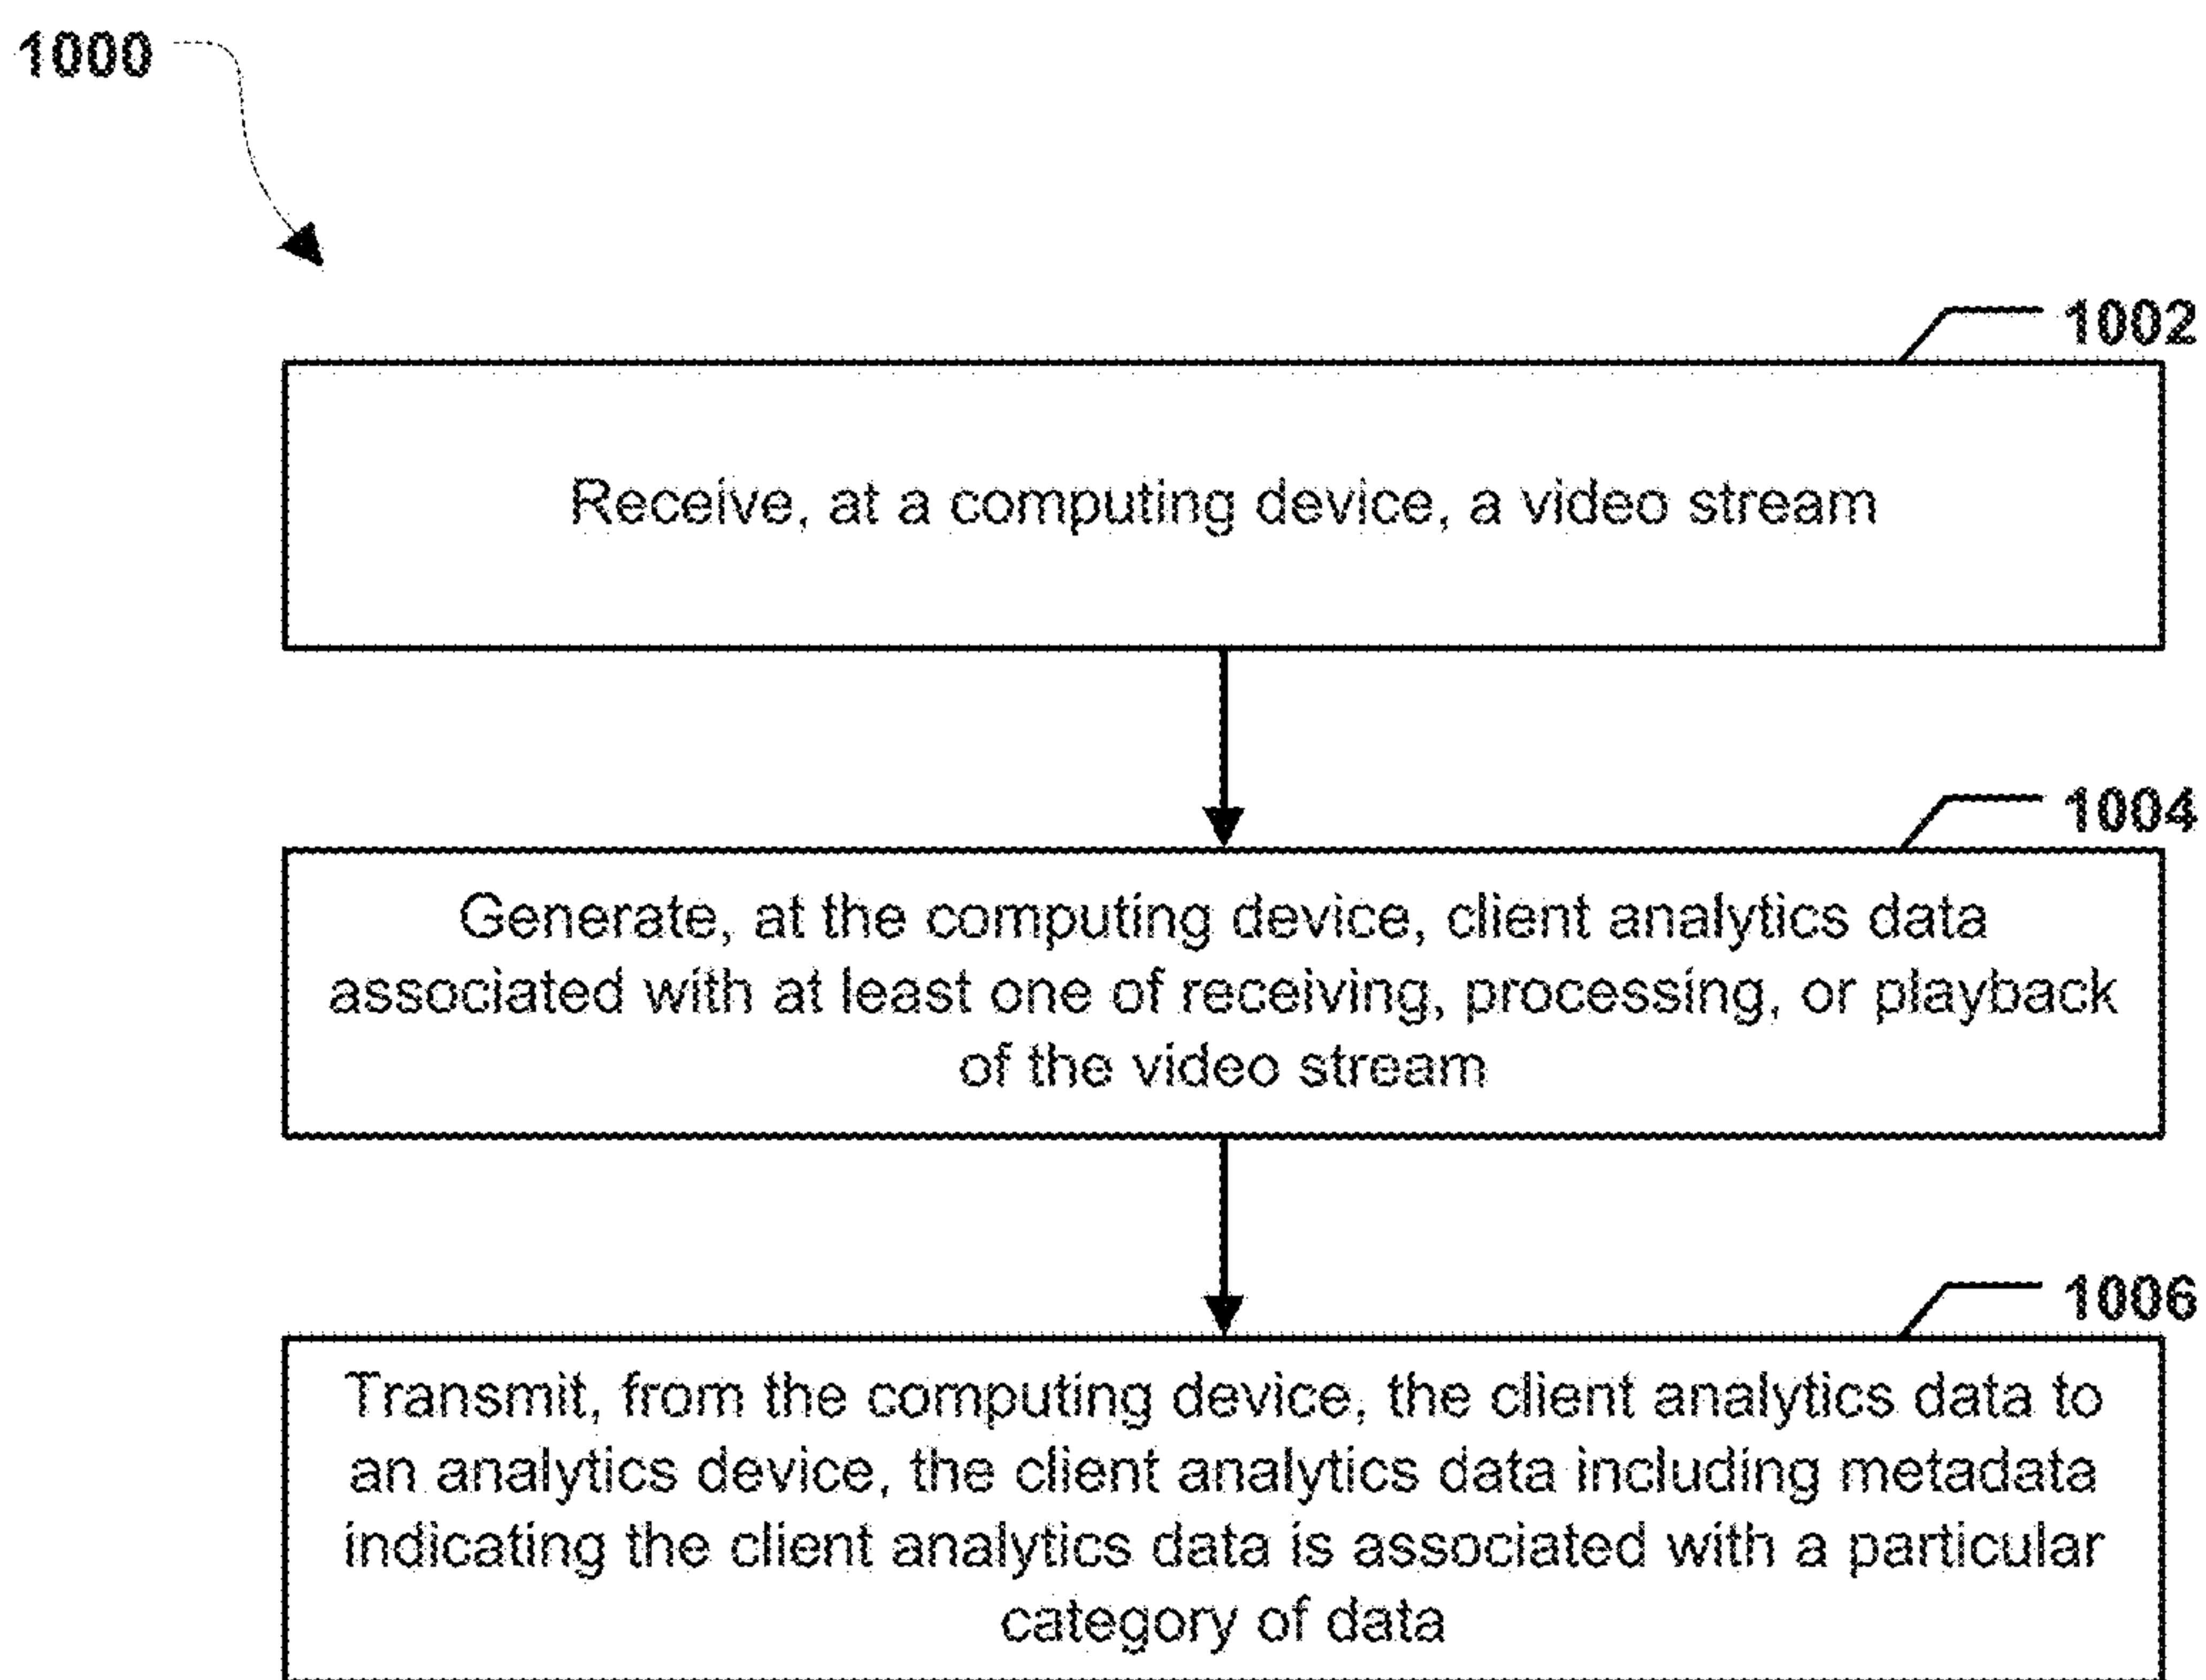 1000
1002
Receive, at a computing device, a video stream
1004
Generate, at the computing device, client analytics data
associated with at least one of receiving, processing, or playback
of the video stream
1006
Transmit, from the computing device, the client analytics data to
an analytics device, the client analytics data including metadata
indicating the client analytics data is associated with a particular
category of data